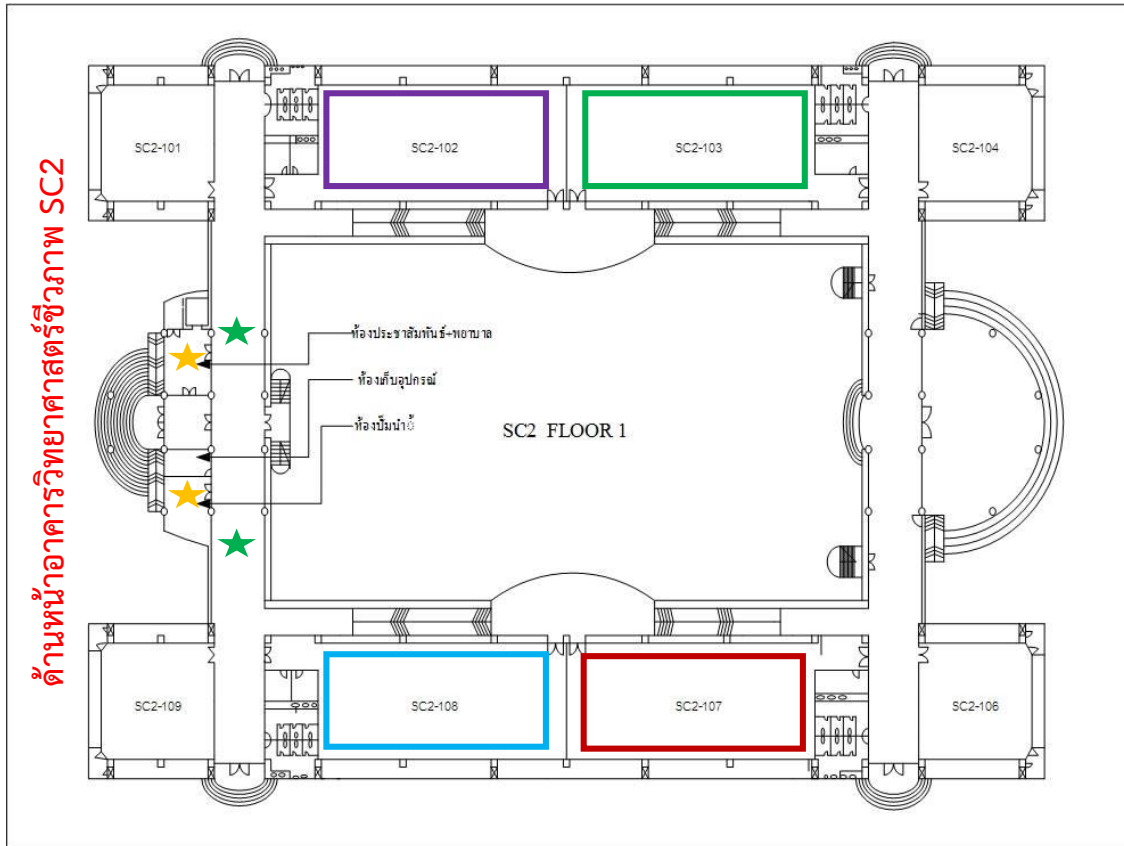 ด้านหน้าอาคารวิทยาศาสตร์ชีวภาพ SC2
SC2-101
SC2-102
SC2-103
SC2-104
ห้องประชาสัมพันธ์+พยาบาล
ห้องเก็บอุปกรณ์
ห้องปั๊มนำ้
SC2 FLOOR 1
SC2-109
SC2-108
SC2-107
SC2-106